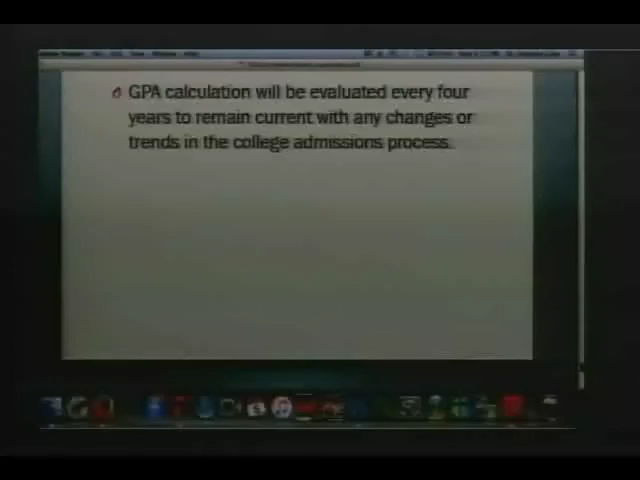 GPA calculation will be evaluated every four
years to remain current with any changes or
trends in the college admissions process.